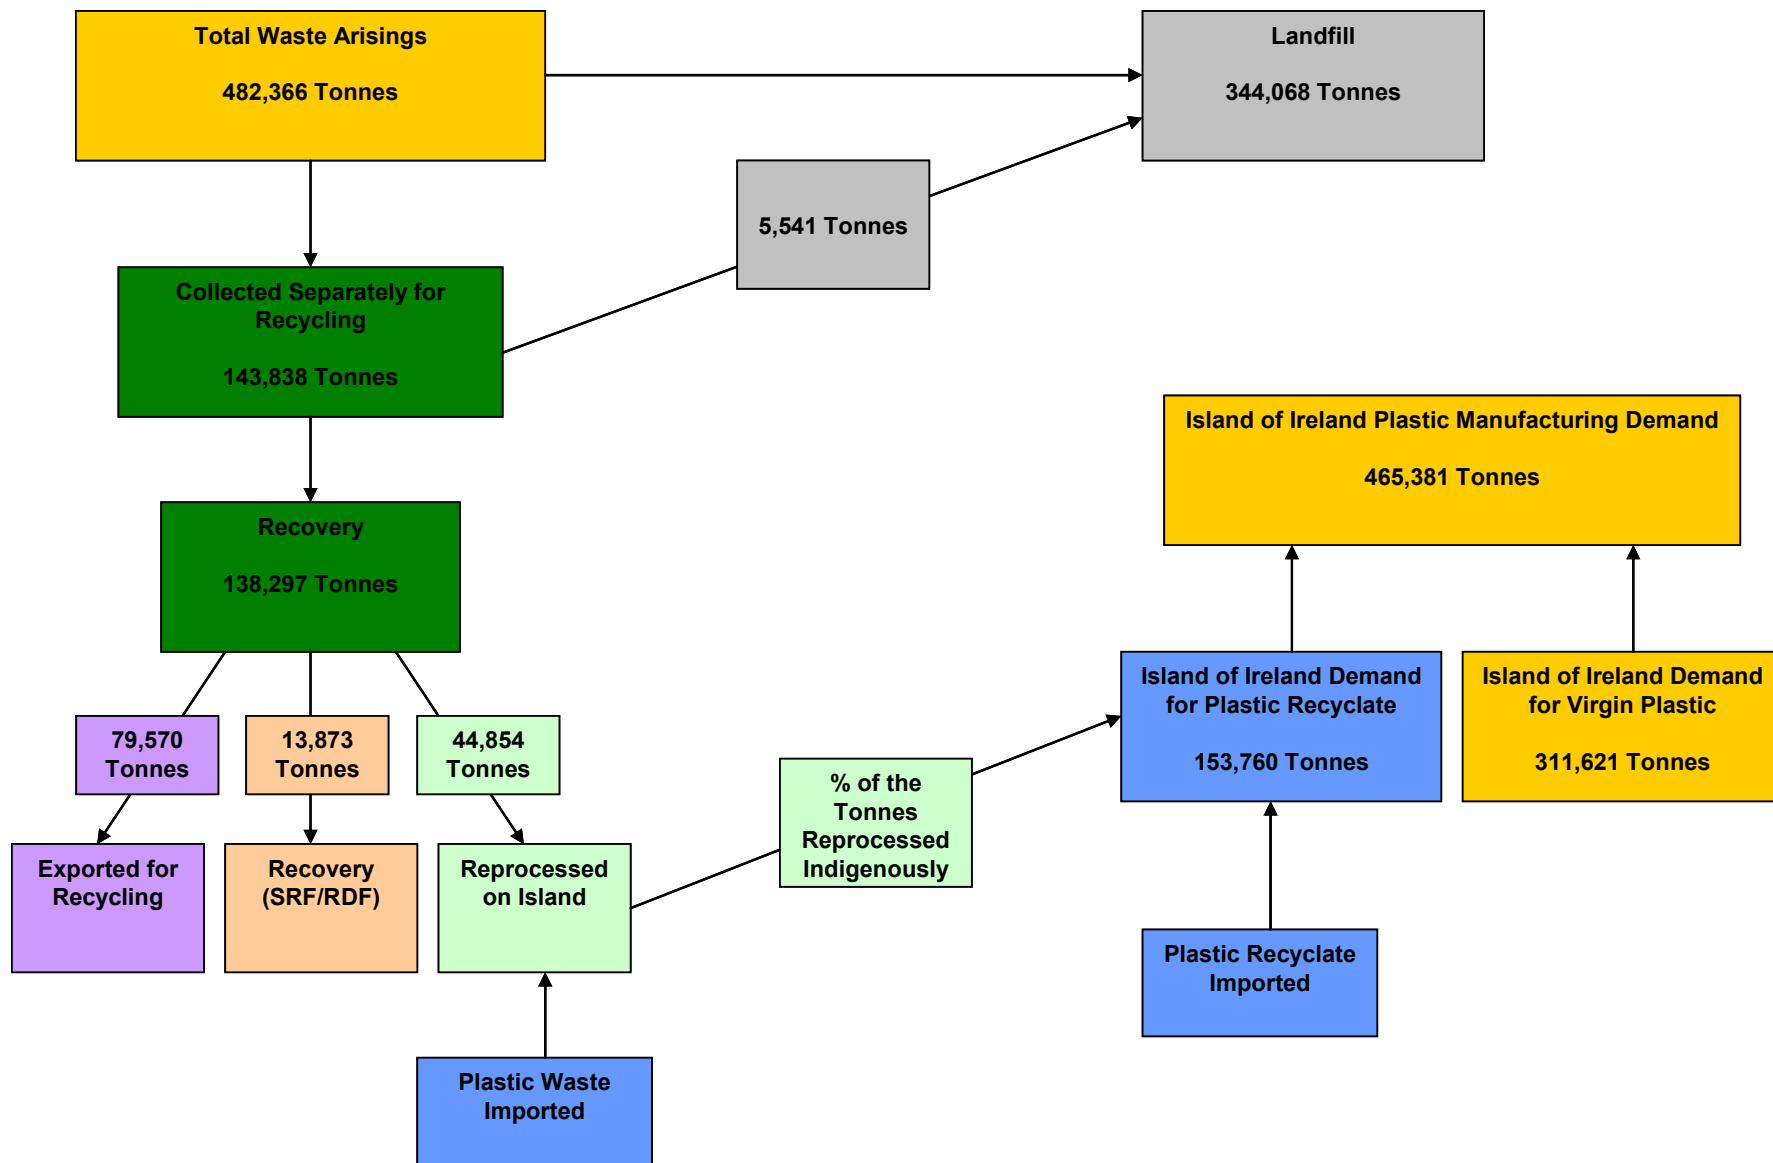 Total Waste Arisings
482,366 Tonnes
Landfill
344,068 Tonnes
5,541 Tonnes
Collected Separately for
Recycling
143,838 Tonnes
Island of Ireland Plastic Manufacturing Demand
465,381 Tonnes
Recovery
138,297 Tonnes
Island of Ireland Demand
for Plastic Recyclate
153,760 Tonnes
Island of Ireland Demand
for Virgin Plastic
311,621 Tonnes
79,570
Tonnes
13,873
Tonnes
44,854
Tonnes
% of the
Tonnes
Reprocessed
Indigenously
Exported for
Recycling
Recovery
(SRF/RDF)
Reprocessed
on Island
Plastic Recyclate
Imported
Plastic Waste
Imported